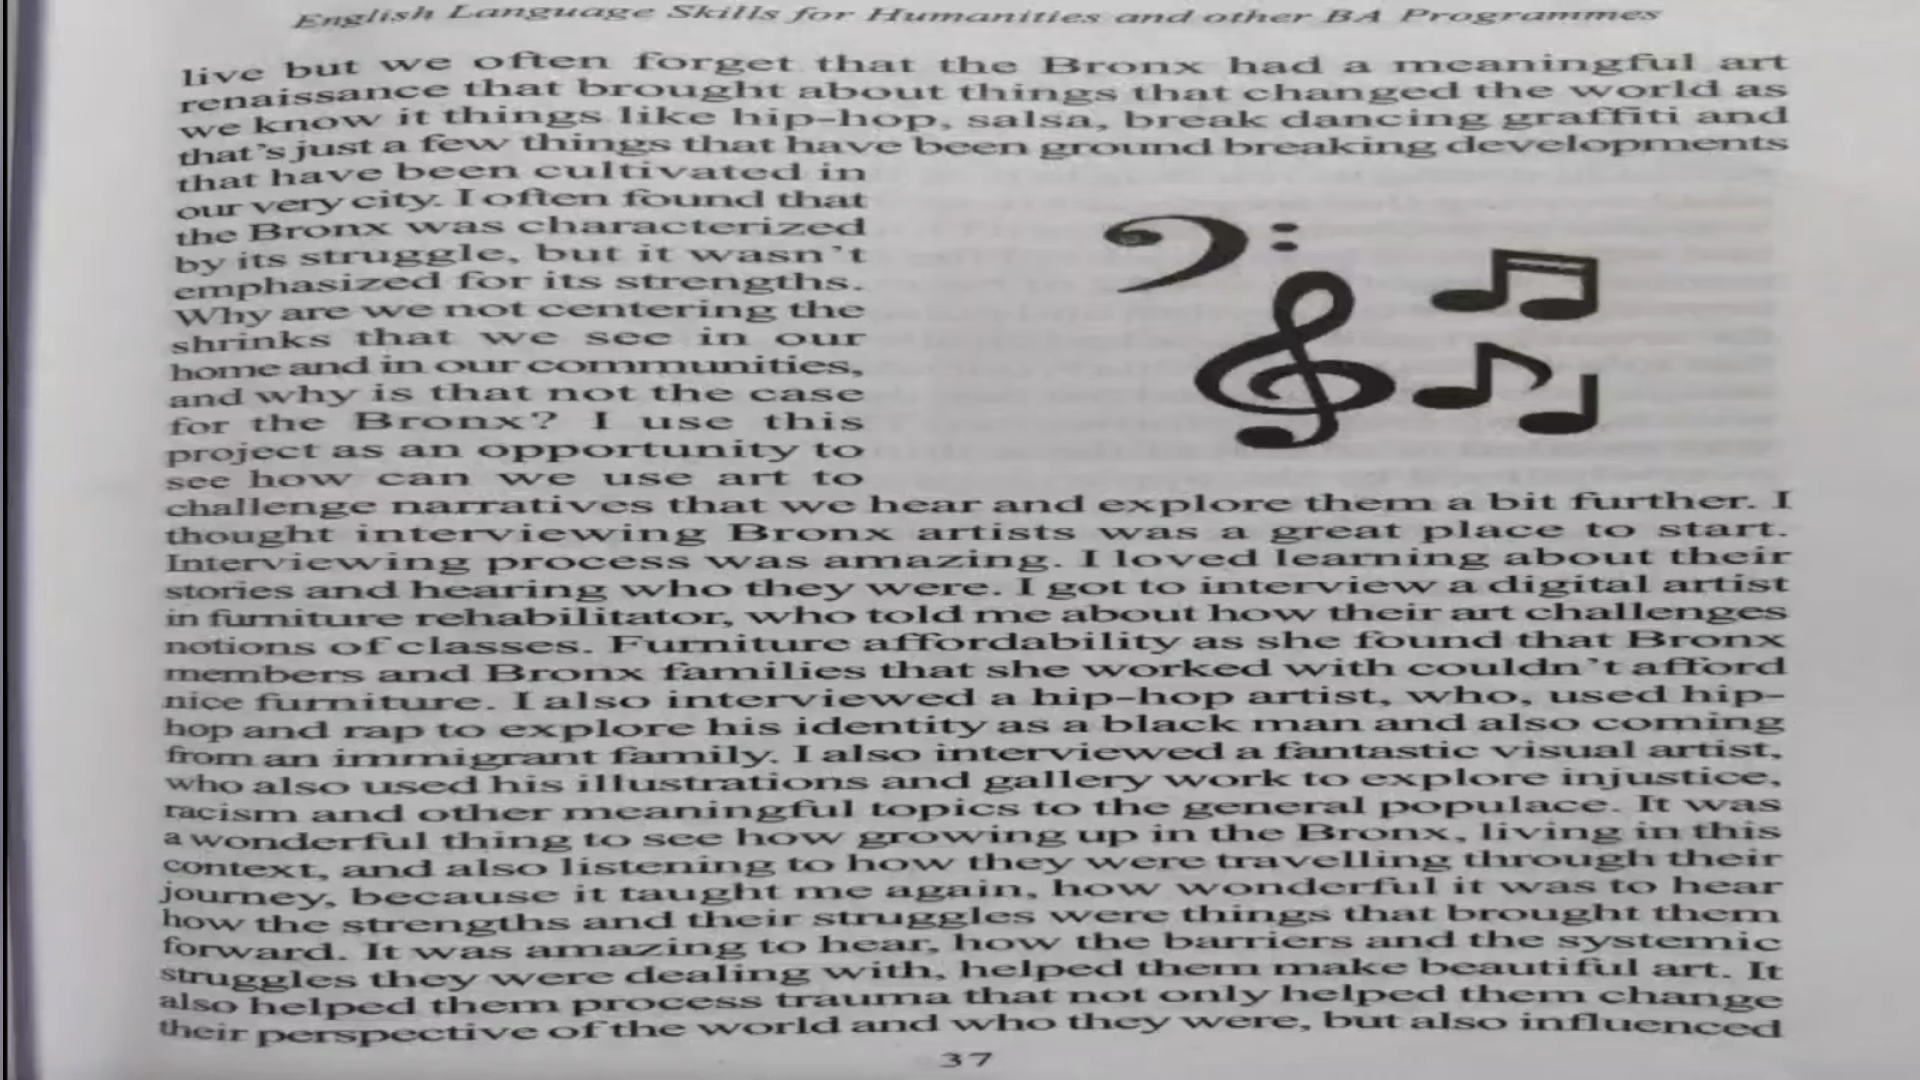 English Language Skills for Humanities and other BA Programmes
live but we often forget that the Bronx had a meaningful art
renaissance that brought about things that changed the world as
we know it things like hip-hop, salsa, break dancing graffiti and
that's just a few things that have been ground breaking developments
that have been cultivated in
our very city. I often found that
the Bronx was characterized
by its struggle, but it wasn't
emphasized for its strengths.
Why are we not centering the
shrinks that we see in our
home and in our communities,
and why is that not the case
for the Bronx? I use this
project as an opportunity to
see how can we use art to
challenge narratives that we hear and explore them a bit further. I
thought interviewing Bronx artists was a great place to start.
Interviewing process was amazing. I loved learning about their
stories and hearing who they were. I got to interview a digital artist
in furniture rehabilitator, who told me about how their art challenges
notions of classes. Furniture affordability as she found that Bronx
members and Bronx families that she worked with couldn't afford
nice furniture. I also interviewed a hip-hop artist, who, used hip-
hop and rap to explore his identity as a black man and also coming
from an immigrant family. I also interviewed a fantastic visual artist,
who also used his illustrations and gallery work to explore injustice,
racism and other meaningful topics to the general populace. It was
a wonderful thing to see how growing up in the Bronx, living in this
context, and also listening to how they were travelling through their
journey, because it taught me again, how wonderful it was to hear
how the strengths and their struggles were things that brought them
forward. It was amazing to hear, how the barriers and the systemic
struggles they were dealing with, helped them make beautiful art. It
also helped them process trauma that not only helped them change
their perspective of the world and who they were, but also influenced
37